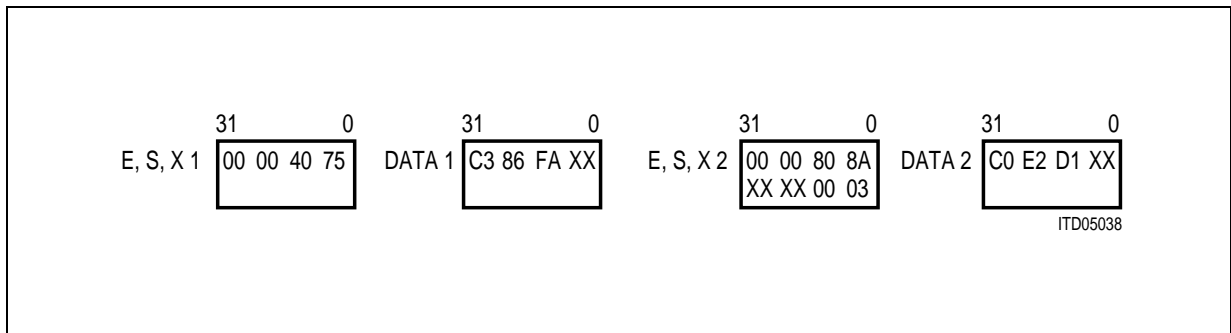 31 0 31 0 31 0 31 0
E, S, X 1 00 00 40 75 DATA 1 C3 86 FA XX E, S, X 2 00 00 80 8A DATA 2 C0 E2 D1 XX
XX XX 00 03
ITD05038